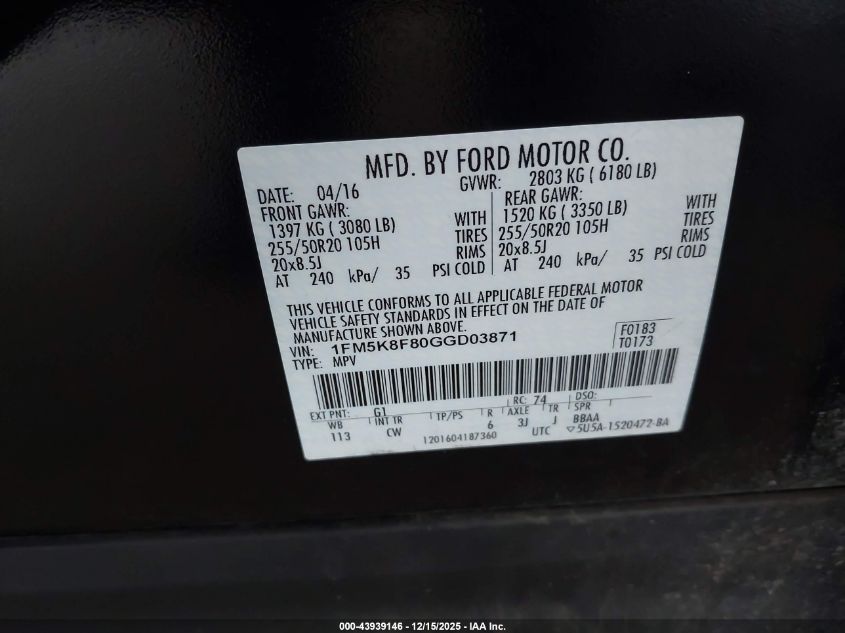 MFD. BY FORD MOTOR CO.
DATE: 04/16 GVWR: 2803 KG ( 6180 LB)
FRONT GAWR: REAR GAWR:
1397 KG ( 3080 LB) WITH 1520 KG ( 3350 LB) WITH
255/50R20 105H TIRES 255/50R20 105H TIRES
20x8.5J RIMS 20x8.5J RIMS
AT 240 kPa/ 35 PSI COLD AT 240 kPa/ 35 PSI COLD
THIS VEHICLE CONFORMS TO ALL APPLICABLE FEDERAL MOTOR
VEHICLE SAFETY STANDARDS IN EFFECT ON THE DATE OF
MANUFACTURE SHOWN ABOVE.
VIN: 1FM5K8F80GGD03871 F0183
TYPE: MPV T0173
EXT PNT: G1 RC: 74 DSO:
WB INT TR TP/PS R AXLE TR SPR
113 CW 6 3J J BBAA
1201604187360 UTC ▽5U5A-1520472-BA
000-43939146 - 12/15/2025 - IAA Inc.